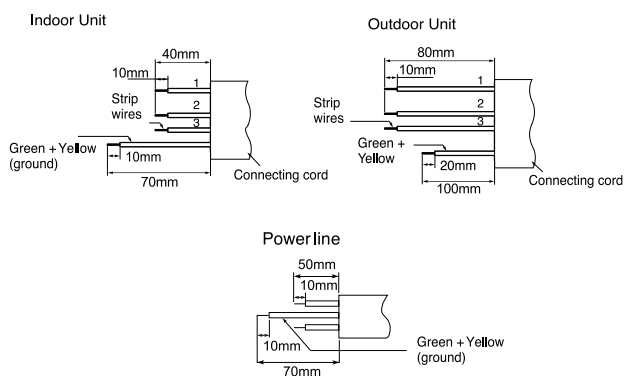 Indoor Unit
40mm
10mm
1
2
3
Strip
wires
Green + Yellow
(ground)
10mm
70mm
Connecting cord
Outdoor Unit
80mm
10mm
1
2
3
Strip
wires
Green +
Yellow
20mm
100mm
Connecting cord
Power line
50mm
10mm
10mm
70mm
Green + Yellow
(ground)